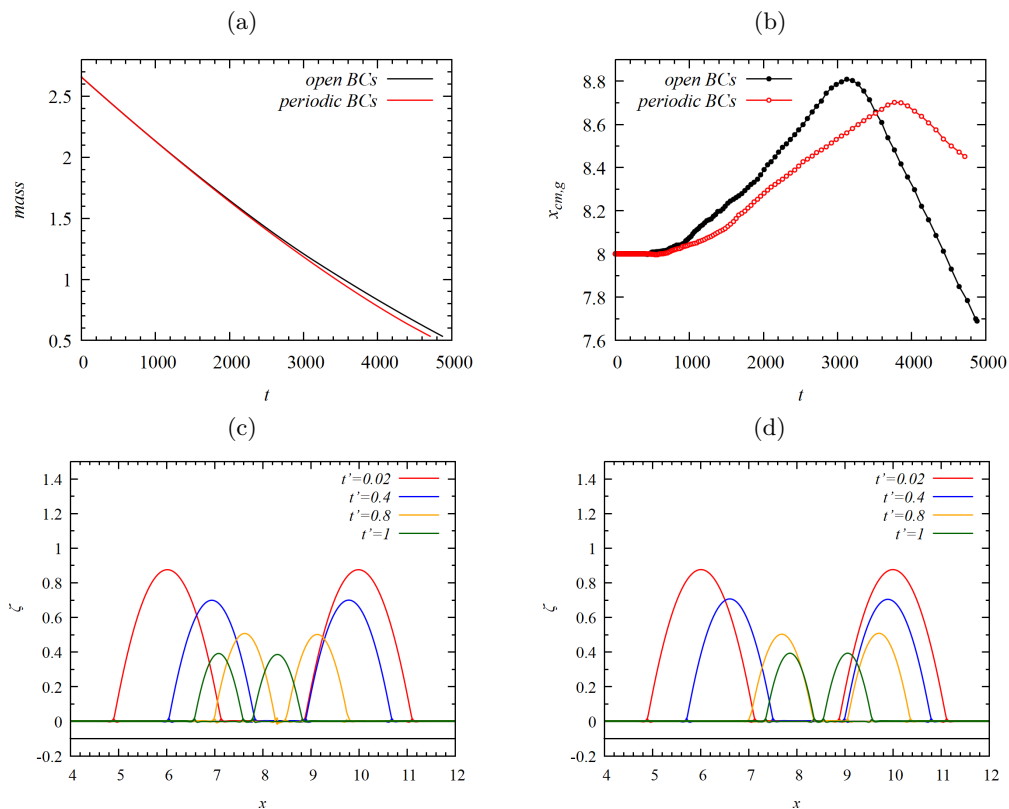 (a)
open BCs
periodic BCs
2.5
2
1.5
1
0.5
mass
0 1000 2000 3000 4000 5000
t
(b)
open BCs
periodic BCs
8.8
8.6
8.4
8.2
8
7.8
7.6
x_cm,g
0 1000 2000 3000 4000 5000
t
(c)
t'=0.02
t'=0.4
t'=0.8
t'=1
1.4
1.2
1
0.8
0.6
0.4
0.2
0
-0.2
ζ
4 5 6 7 8 9 10 11 12
x
(d)
t'=0.02
t'=0.4
t'=0.8
t'=1
1.4
1.2
1
0.8
0.6
0.4
0.2
0
-0.2
ζ
4 5 6 7 8 9 10 11 12
x